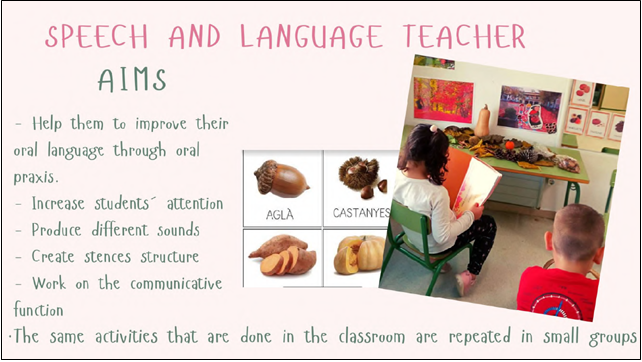 SPEECH AND LANGUAGE TEACHER
AIMS
- Help them to improve their
oral language through oral
praxis.
- Increase students´ attention
- Produce different sounds
- Create stences structure
- Work on the communicative
function
·The same activities that are done in the classroom are repeated in small groups
AGLÀ
CASTANYES